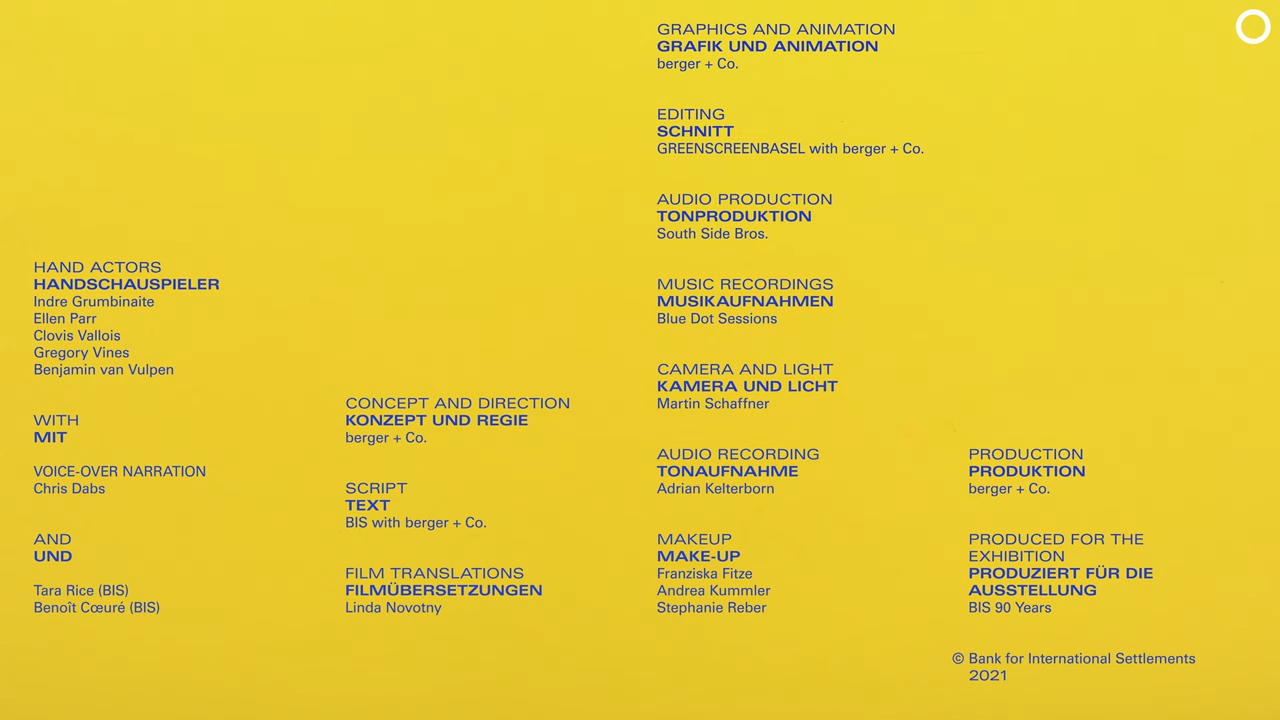 HAND ACTORS
HANDSCHAUSPIELER
Indre Grumbinaite
Ellen Parr
Clovis Vallois
Gregory Vines
Benjamin van Vulpen
WITH
MIT
VOICE-OVER NARRATION
Chris Dabs
AND
UND
Tara Rice (BIS)
Benoît Cœuré (BIS)
CONCEPT AND DIRECTION
KONZEPT UND REGIE
berger + Co.
SCRIPT
TEXT
BIS with berger + Co.
FILM TRANSLATIONS
FILMÜBERSETZUNGEN
Linda Novotny
GRAPHICS AND ANIMATION
GRAFIK UND ANIMATION
berger + Co.
EDITING
SCHNITT
GREENSCREENBASEL with berger + Co.
AUDIO PRODUCTION
TONPRODUKTION
South Side Bros.
MUSIC RECORDINGS
MUSIKAUFNAHMEN
Blue Dot Sessions
CAMERA AND LIGHT
KAMERA UND LICHT
Martin Schaffner
AUDIO RECORDING
TONAUFNAHME
Adrian Kelterborn
MAKEUP
MAKE-UP
Franziska Fitze
Andrea Kummler
Stephanie Reber
PRODUCTION
PRODUKTION
berger + Co.
PRODUCED FOR THE
EXHIBITION
PRODUZIERT FÜR DIE
AUSSTELLUNG
BIS 90 Years
© Bank for International Settlements
2021